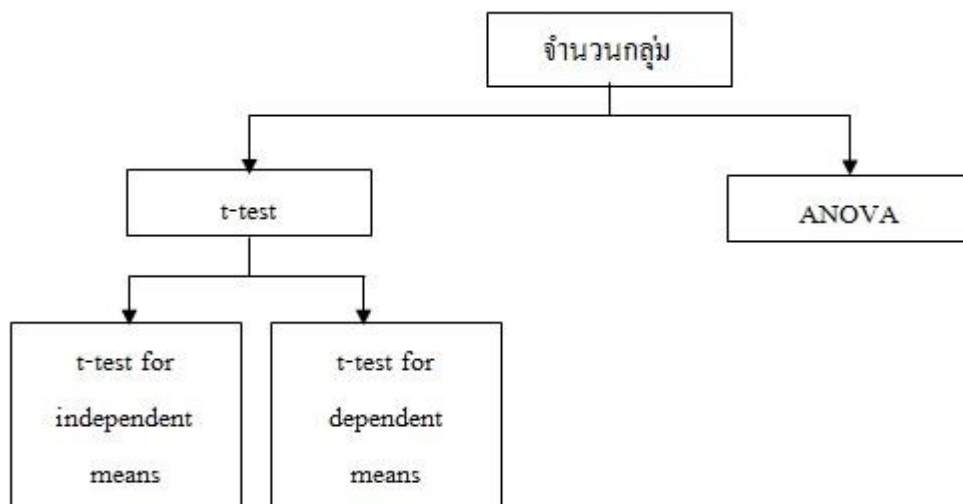 จำนวนกลุ่ม
t-test
ANOVA
t-test for
independent
means
t-test for
dependent
means